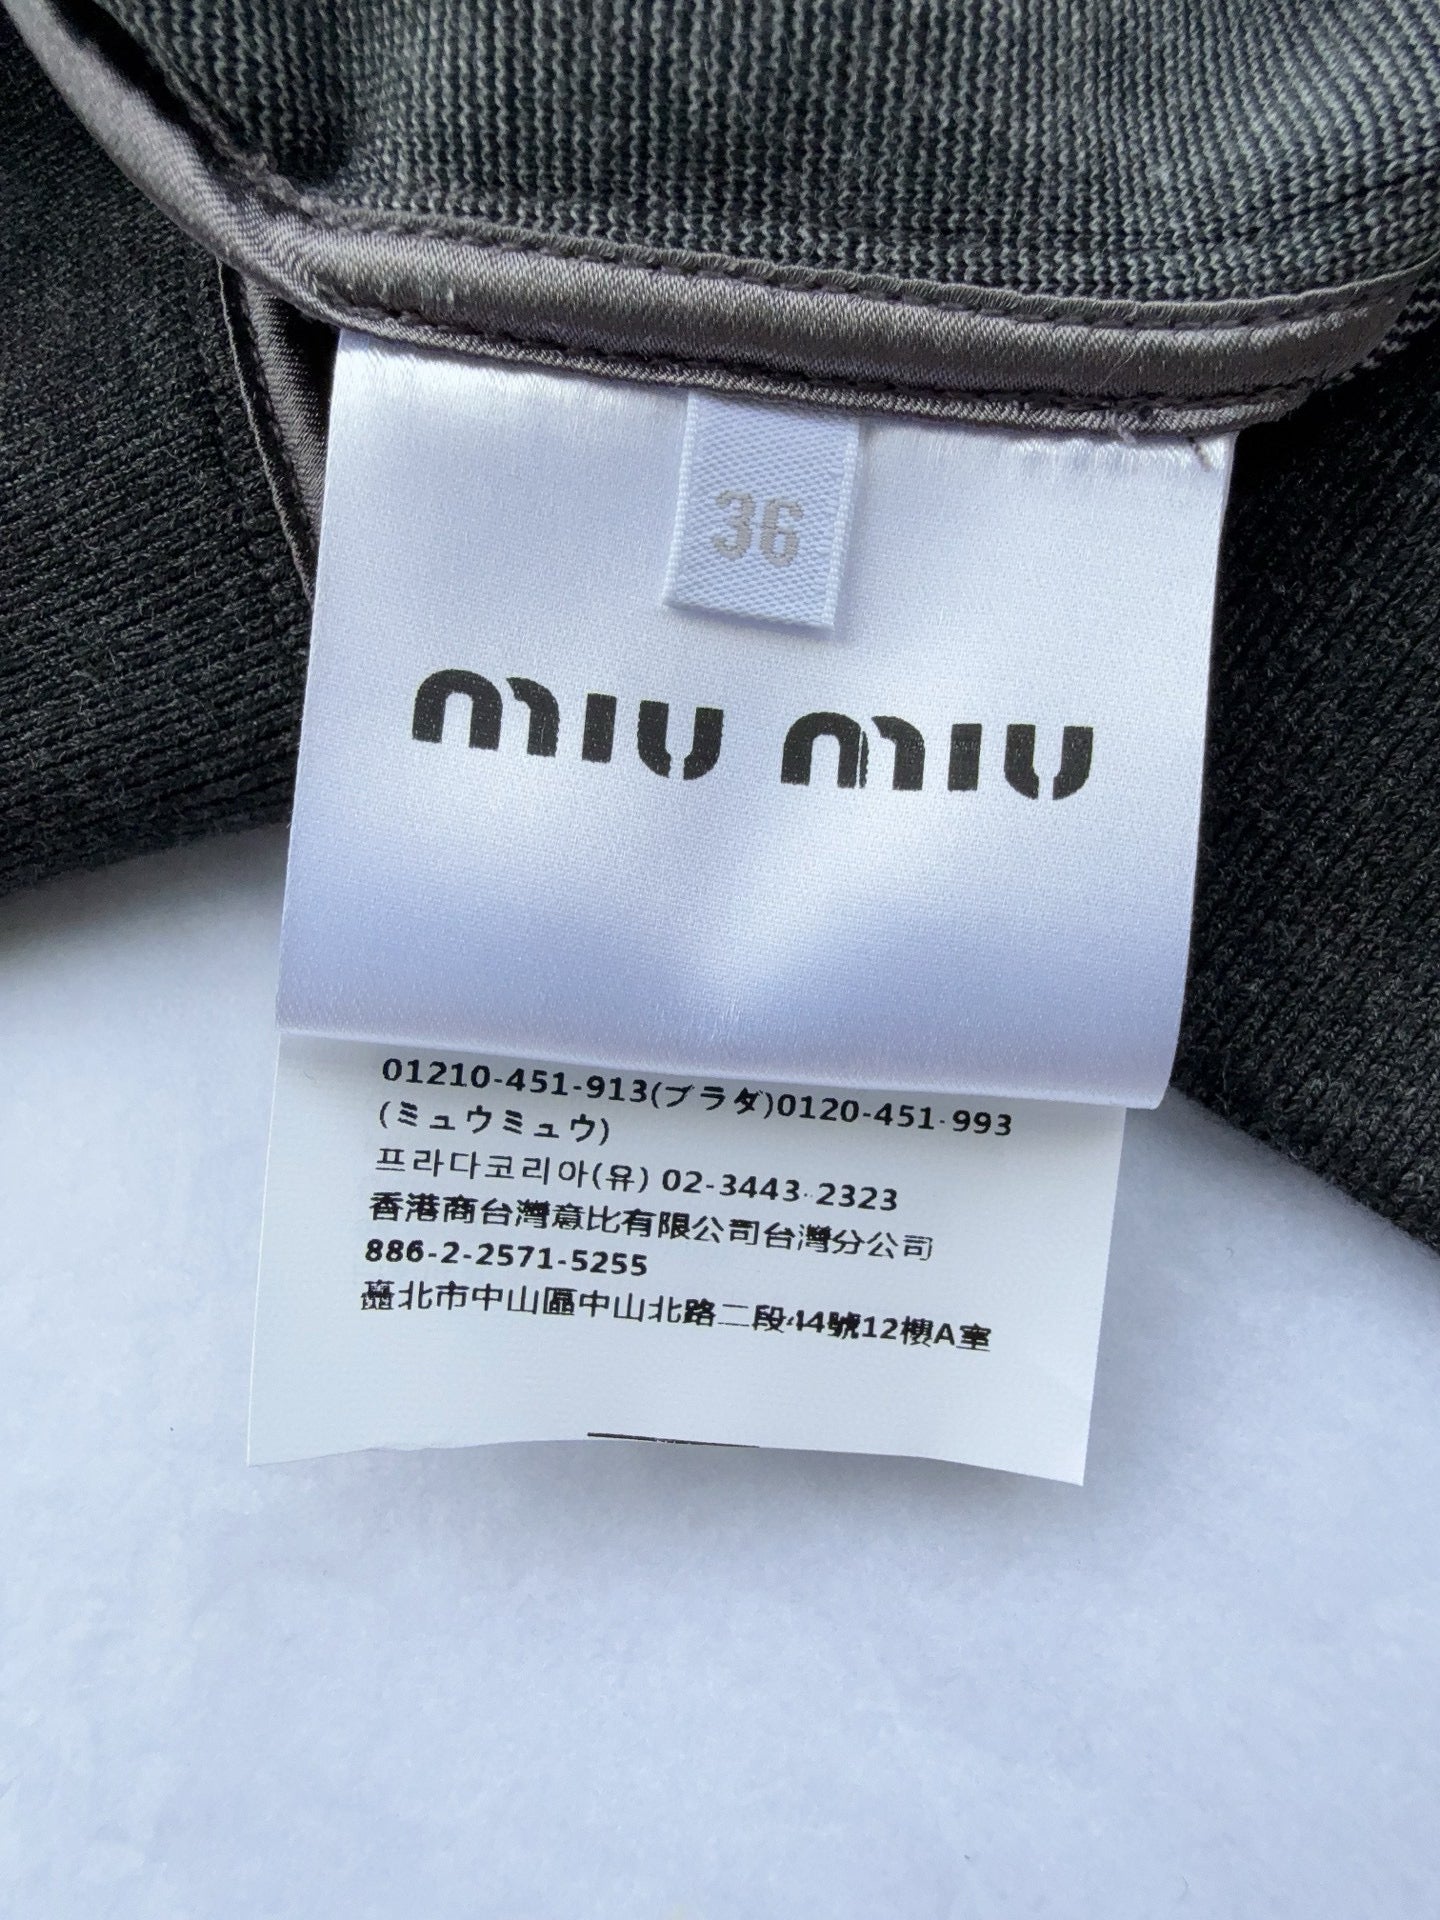 36
miu miu
01210-451-913(プラダ)0120-451-993
(ミュウミュウ)
프라다코리아(유) 02-3443-2323
香港商台灣意比有限公司台灣分公司
886-2-2571-5255
臺北市中山區中山北路二段44號12樓A室